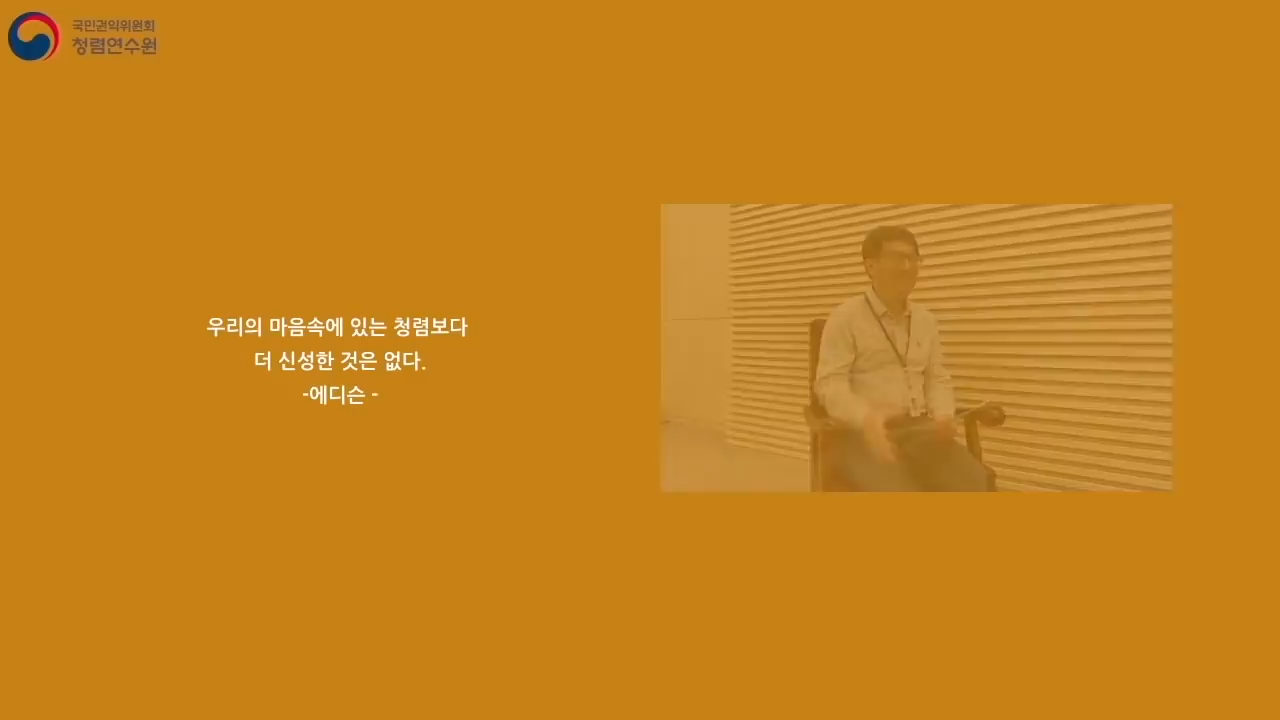 국민권익위원회
청렴연수원
우리의 마음속에 있는 청렴보다
더 신성한 것은 없다.
-에디슨 -